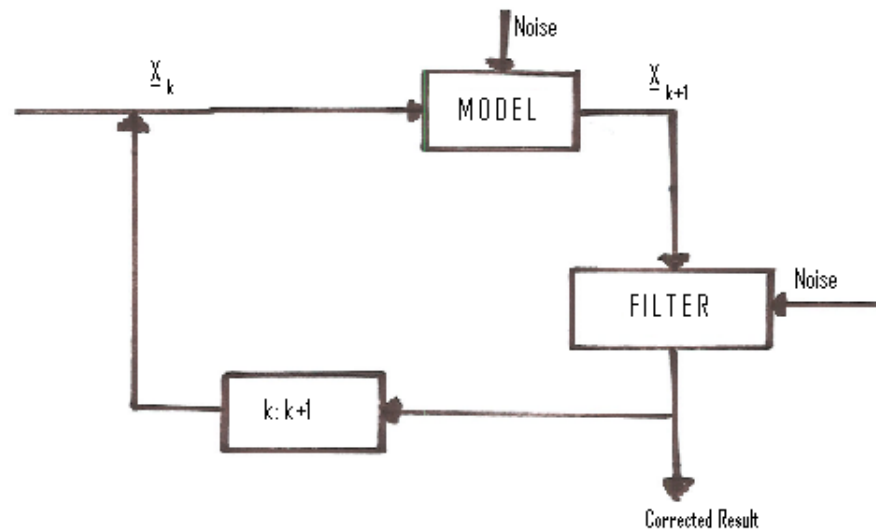 Noise
X k
MODEL
X k+1
FILTER
Noise
k: k+1
Corrected Result